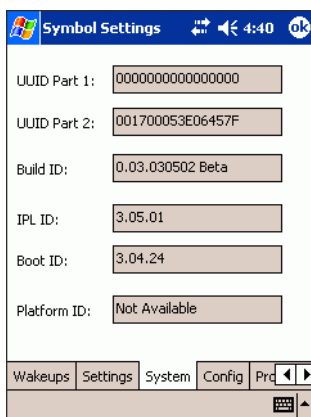 Symbol Settings 4:40 ok
UUID Part 1: 0000000000000000
UUID Part 2: 001700053E06457F
Build ID: 0.03.030502 Beta
IPL ID: 3.05.01
Boot ID: 3.04.24
Platform ID: Not Available
Wakeups Settings System Config Pro